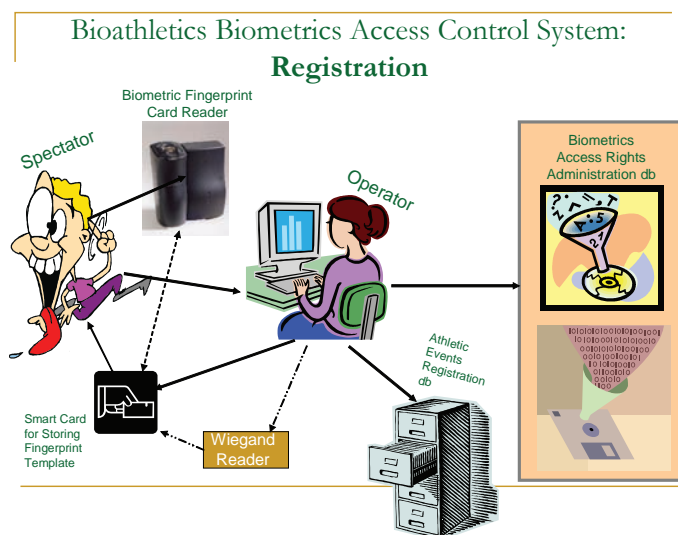 Bioathletics Biometrics Access Control System:
Registration
Biometric Fingerprint
Card Reader
Spectator
Operator
Biometrics
Access Rights
Administration db
Athletic
Events
Registration
db
Smart Card
for Storing
Fingerprint
Template
Wiegand
Reader